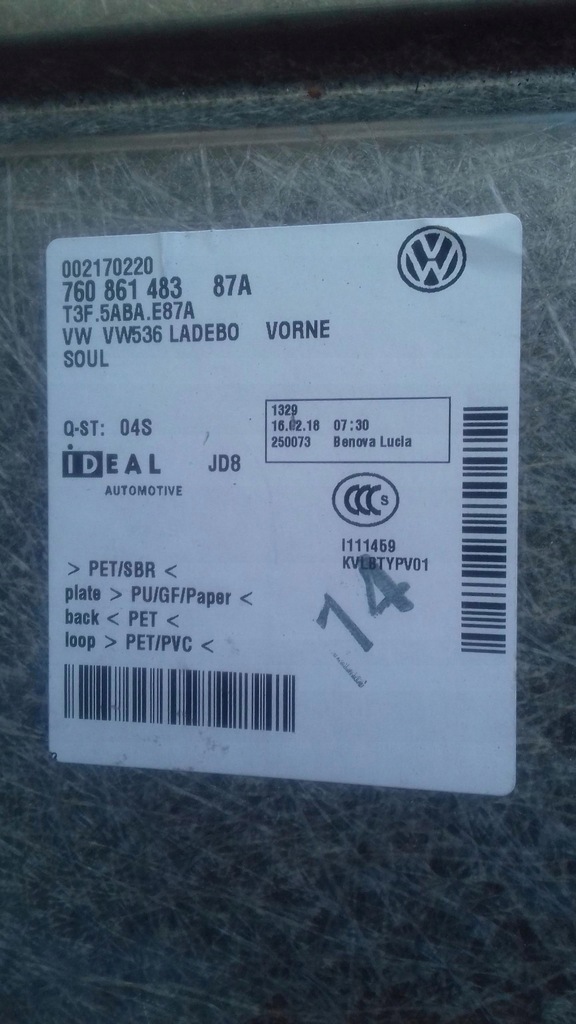 002170220
760 861 483 87A
T3F.5ABA.E87A
VW VW536 LADEBO VORNE
SOUL
Q-ST: 04S
iDEAL JD8
AUTOMOTIVE
1329
16.02.18 07:30
250073 Benova Lucia
CCC S
I111459
KVLBTYPV01
> PET/SBR <
plate > PU/GF/Paper <
back < PET <
loop > PET/PVC <
14